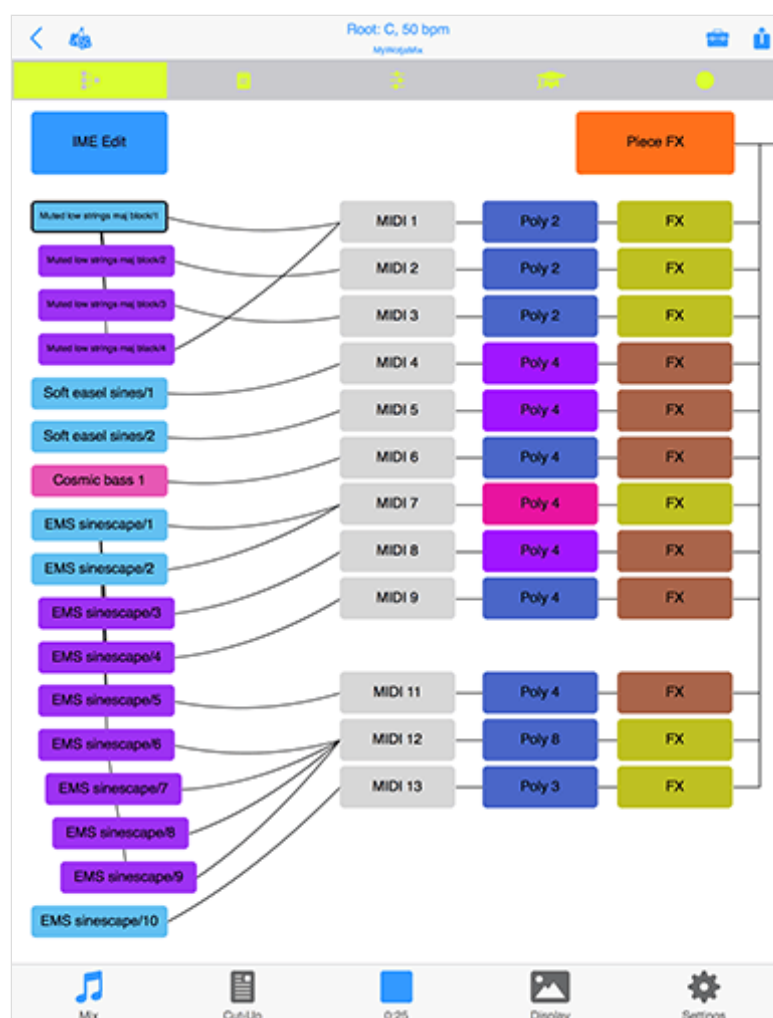 Root: C, 50 bpm
MyWotjaMix
IME Edit
Piece FX
Muted low strings maj block/1
MIDI 1
Poly 2
FX
Muted low strings maj block/2
MIDI 2
Poly 2
FX
Muted low strings maj block/3
MIDI 3
Poly 2
FX
Muted low strings maj block/4
MIDI 4
Poly 4
FX
Soft easel sines/1
MIDI 5
Poly 4
FX
Soft easel sines/2
MIDI 6
Poly 4
FX
Cosmic bass 1
MIDI 7
Poly 4
FX
EMS sinescape/1
MIDI 8
Poly 4
FX
EMS sinescape/2
MIDI 9
Poly 4
FX
EMS sinescape/3
EMS sinescape/4
EMS sinescape/5
MIDI 11
Poly 4
FX
EMS sinescape/6
MIDI 12
Poly 8
FX
EMS sinescape/7
MIDI 13
Poly 3
FX
EMS sinescape/8
EMS sinescape/9
EMS sinescape/10
Mix
Cut-Up
0:25
Display
Settings